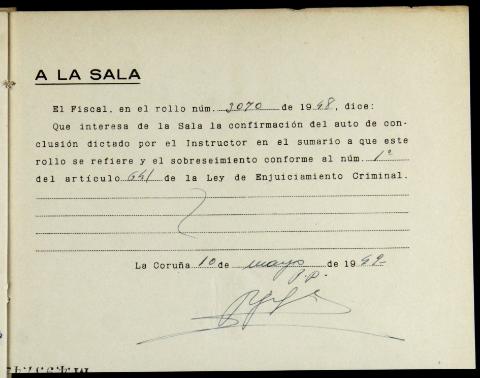 A LA SALA
El Fiscal, en el rollo núm. 3070 de 1948, dice:
Que interesa de la Sala la confirmación del auto de con-
clusión dictado por el Instructor en el sumario a que este
rollo se refiere y el sobreseimiento conforme al núm. 1º
del artículo 641 de la Ley de Enjuiciamiento Criminal.
La Coruña 10 de mayo de 1949
P.P.